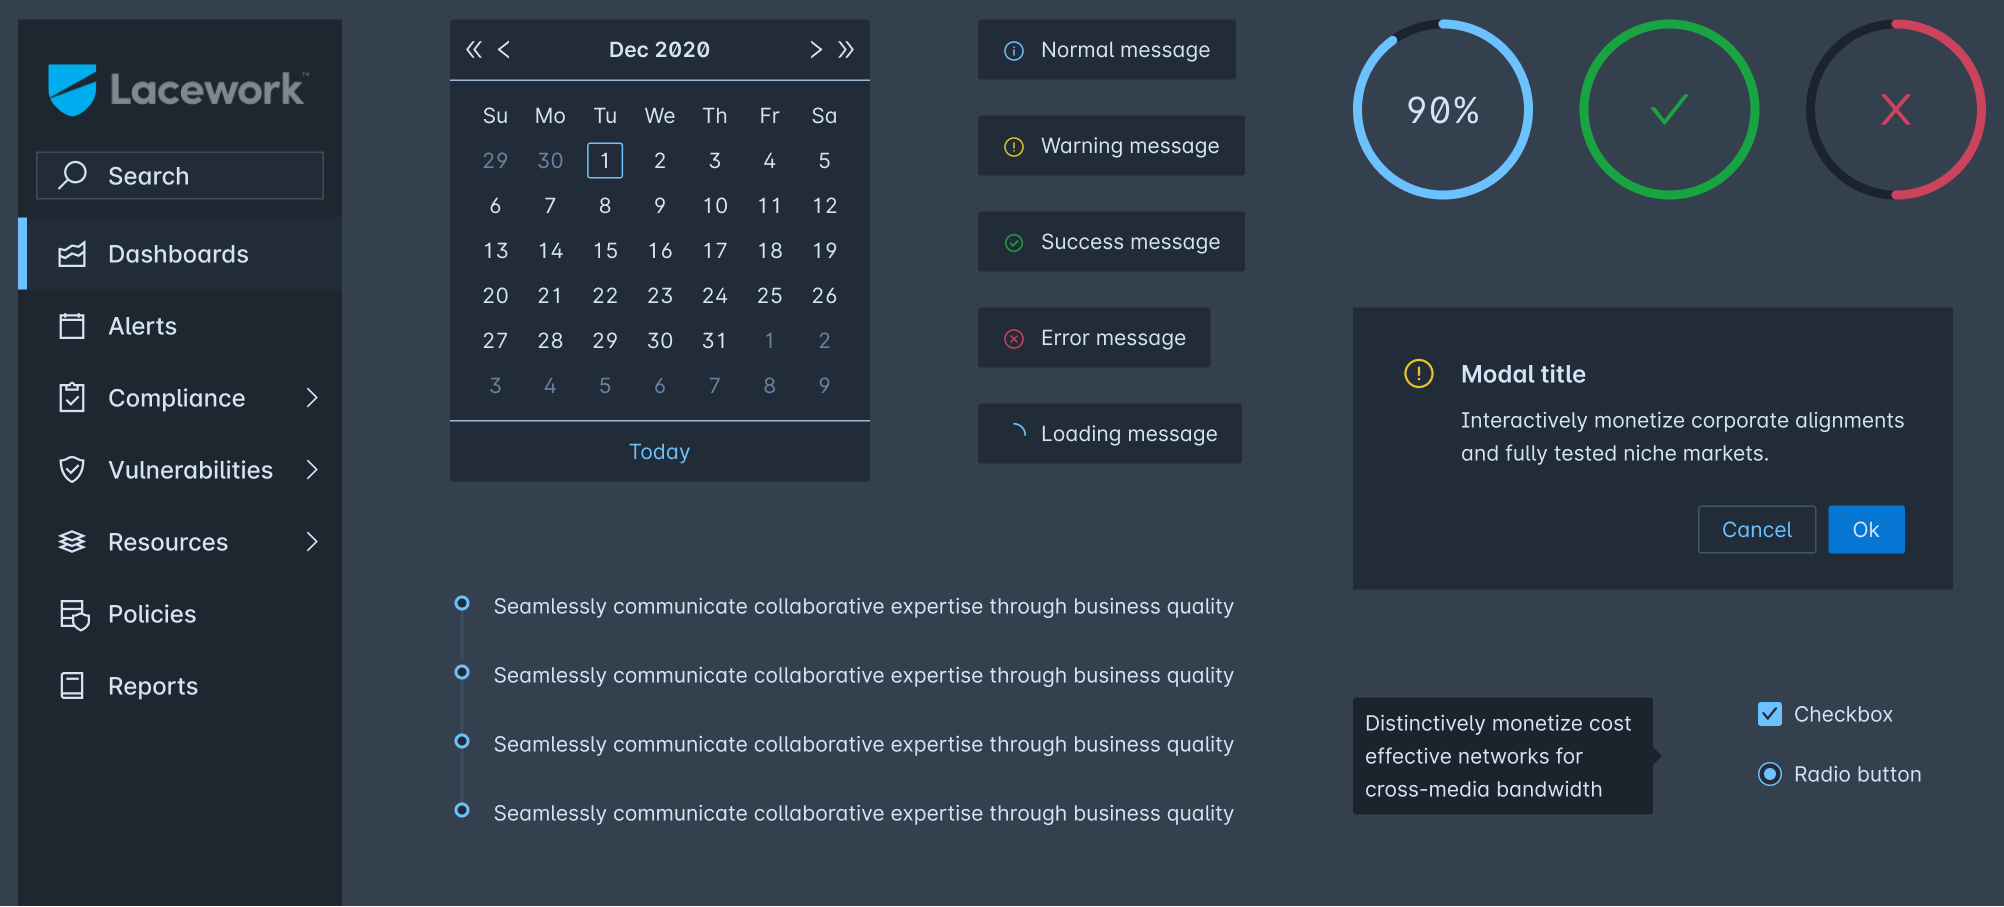 Lacework™
Search
Dashboards
Alerts
Compliance
Vulnerabilities
Resources
Policies
Reports
Dec 2020
Su Mo Tu We Th Fr Sa
29 30 1 2 3 4 5
6 7 8 9 10 11 12
13 14 15 16 17 18 19
20 21 22 23 24 25 26
27 28 29 30 31 1 2
3 4 5 6 7 8 9
Today
Normal message
Warning message
Success message
Error message
Loading message
90%
Modal title
Interactively monetize corporate alignments
and fully tested niche markets.
Cancel Ok
Seamlessly communicate collaborative expertise through business quality
Seamlessly communicate collaborative expertise through business quality
Seamlessly communicate collaborative expertise through business quality
Seamlessly communicate collaborative expertise through business quality
Distinctively monetize cost
effective networks for
cross-media bandwidth
Checkbox
Radio button